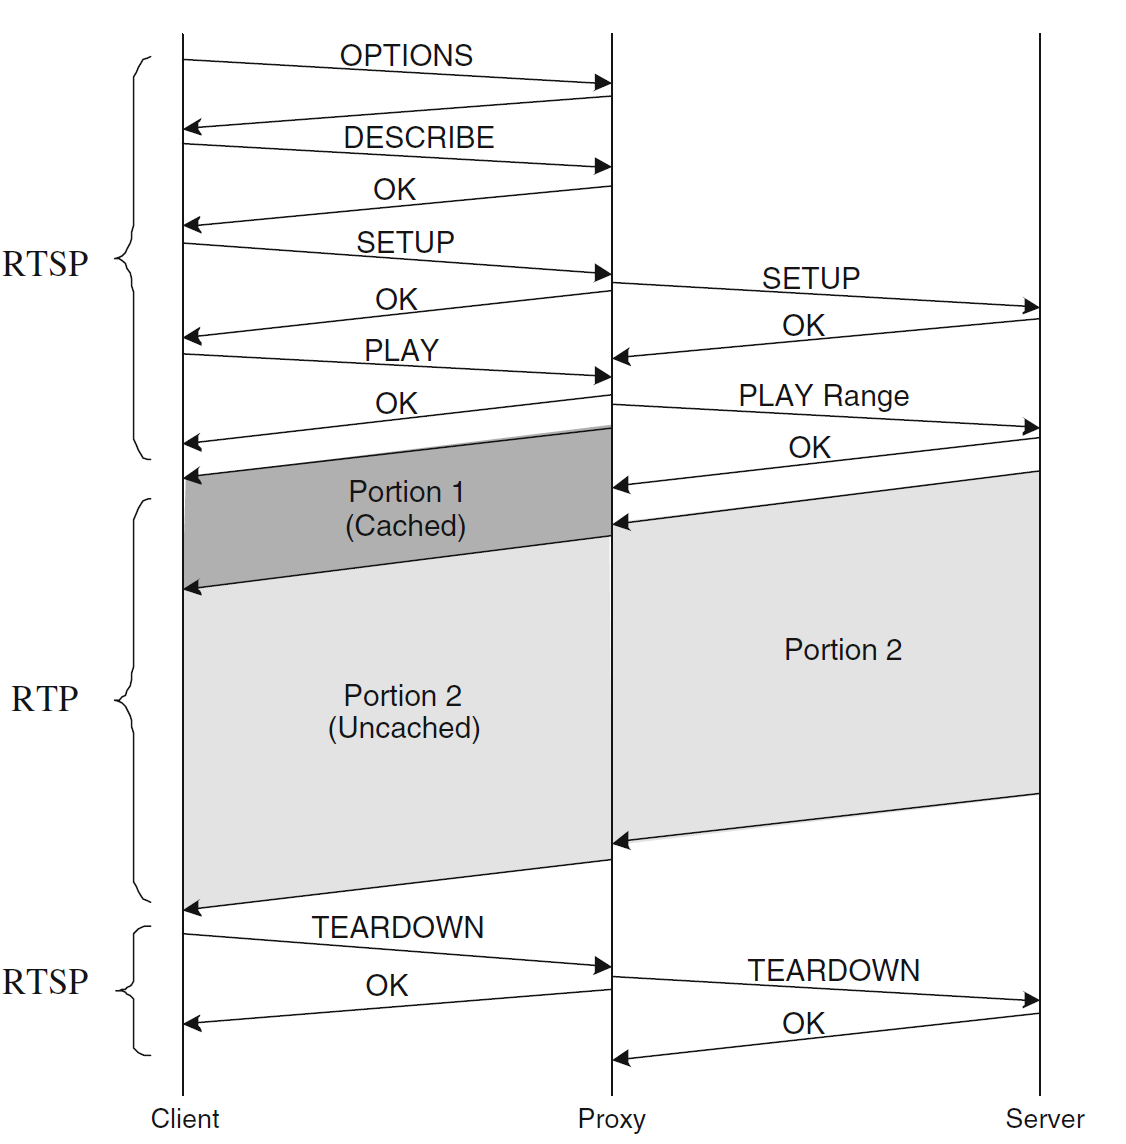 OPTIONS
DESCRIBE
OK
SETUP
RTSP
SETUP
OK
OK
PLAY
PLAY Range
OK
OK
Portion 1
(Cached)
Portion 2
RTP
Portion 2
(Uncached)
TEARDOWN
TEARDOWN
RTSP
OK
OK
Client
Proxy
Server